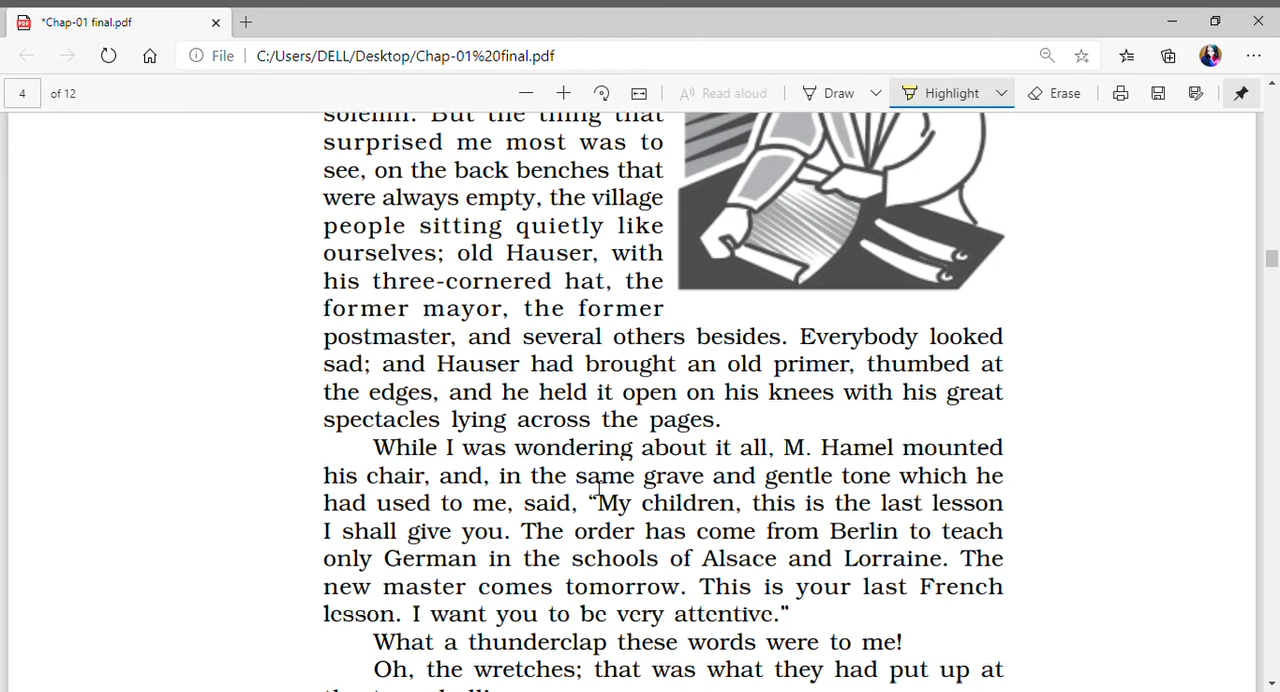 *Chap-01 final.pdf
File C:/Users/DELL/Desktop/Chap-01%20final.pdf
4 of 12 Read aloud Draw Highlight Erase
solemn. But the thing that
surprised me most was to
see, on the back benches that
were always empty, the village
people sitting quietly like
ourselves; old Hauser, with
his three-cornered hat, the
former mayor, the former
postmaster, and several others besides. Everybody looked
sad; and Hauser had brought an old primer, thumbed at
the edges, and he held it open on his knees with his great
spectacles lying across the pages.
While I was wondering about it all, M. Hamel mounted
his chair, and, in the same grave and gentle tone which he
had used to me, said, “My children, this is the last lesson
I shall give you. The order has come from Berlin to teach
only German in the schools of Alsace and Lorraine. The
new master comes tomorrow. This is your last French
lesson. I want you to be very attentive.”
What a thunderclap these words were to me!
Oh, the wretches; that was what they had put up at